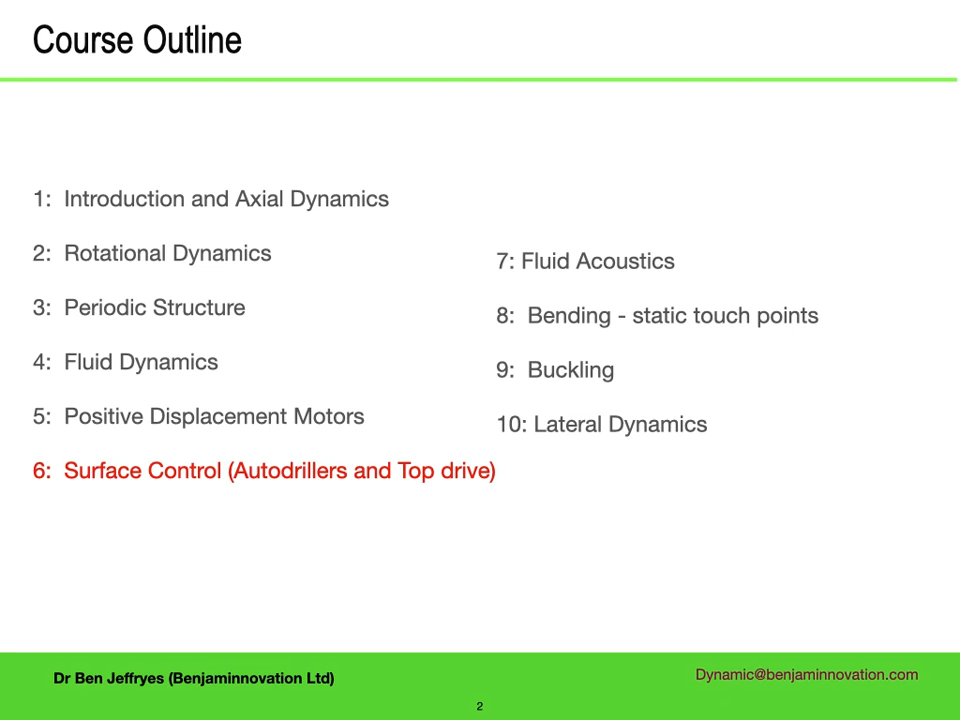 Course Outline
1: Introduction and Axial Dynamics
2: Rotational Dynamics
3: Periodic Structure
4: Fluid Dynamics
5: Positive Displacement Motors
6: Surface Control (Autodrillers and Top drive)
7: Fluid Acoustics
8: Bending - static touch points
9: Buckling
10: Lateral Dynamics
Dr Ben Jeffryes (Benjaminnovation Ltd)
Dynamic@benjaminnovation.com
2